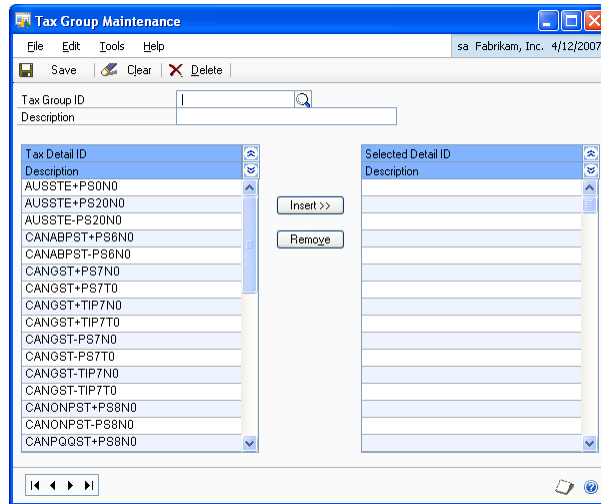 Tax Group Maintenance
File Edit Tools Help sa Fabrikam, Inc. 4/12/2007
Save Clear Delete
Tax Group ID
Description
Tax Detail ID Selected Detail ID
Description Description
AUSSTE+PS0N0
AUSSTE+PS20N0
AUSSTE-PS20N0
Insert >>
CANABPST+PS6N0
CANABPST-PS6N0
Remove
CANGST+PS7N0
CANGST+PS7T0
CANGST+TIP7N0
CANGST+TIP7T0
CANGST-PS7N0
CANGST-PS7T0
CANGST-TIP7N0
CANGST-TIP7T0
CANONPST+PS8N0
CANONPST-PS8N0
CANPQQST+PS8N0